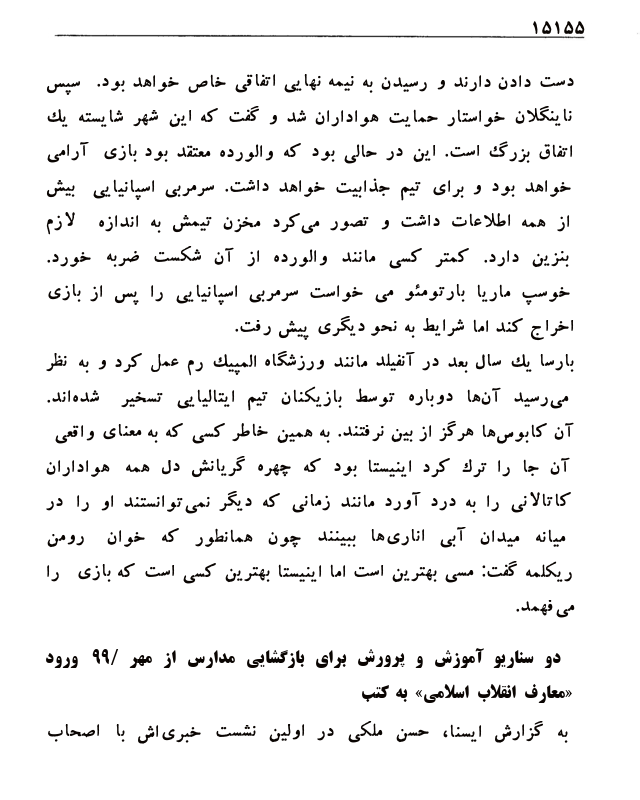 ۱۵۱۵۵
دست دادن دارند و رسیدن به نیمه نهایی اتفاقی خاص خواهد بود. سپس
ناینگلان خواستار حمایت هواداران شد و گفت که این شهر شایسته یك
اتفاق بزرگ است. این در حالی بود که والورده معتقد بود بازی آرامی
خواهد بود و برای تیم جذابیت خواهد داشت. سرمربی اسپانیایی بیش
از همه اطلاعات داشت و تصور می‌کرد مخزن تیمش به اندازه لازم
بنزین دارد. کمتر کسی مانند والورده از آن شکست ضربه خورد.
خوسپ ماریا بارتومئو می خواست سرمربی اسپانیایی را پس از بازی
اخراج کند اما شرایط به نحو دیگری پیش رفت.
بارسا یك سال بعد در آنفیلد مانند ورزشگاه المپیك رم عمل کرد و به نظر
می‌رسید آن‌ها دوباره توسط بازیکنان تیم ایتالیایی تسخیر شده‌اند.
آن کابوس‌ها هرگز از بین نرفتند. به همین خاطر کسی که به معنای واقعی
آن جا را ترك کرد اینیستا بود که چهره گریانش دل همه هواداران
کاتالانی را به درد آورد مانند زمانی که دیگر نمی‌توانستند او را در
میانه میدان آبی اناری‌ها ببینند چون همانطور که خوان رومن
ریکلمه گفت: مسی بهترین است اما اینیستا بهترین کسی است که بازی را
می‌فهمد.
دو سناریو آموزش و پرورش برای بازگشایی مدارس از مهر ۹۹/ ورود
«معارف انقلاب اسلامی» به کتب
به گزارش ایسنا، حسن ملکی در اولین نشست خبری‌اش با اصحاب